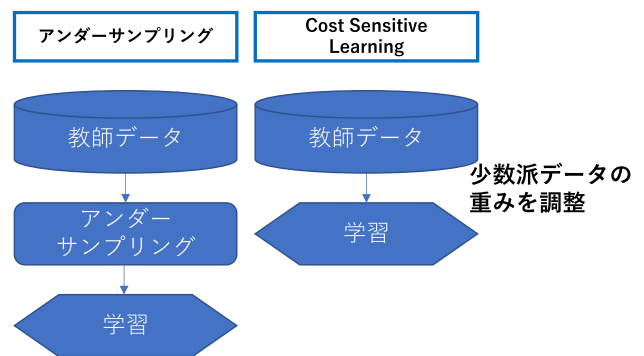 アンダーサンプリング
Cost Sensitive
Learning
教師データ
アンダー
サンプリング
学習
教師データ
学習
少数派データの
重みを調整